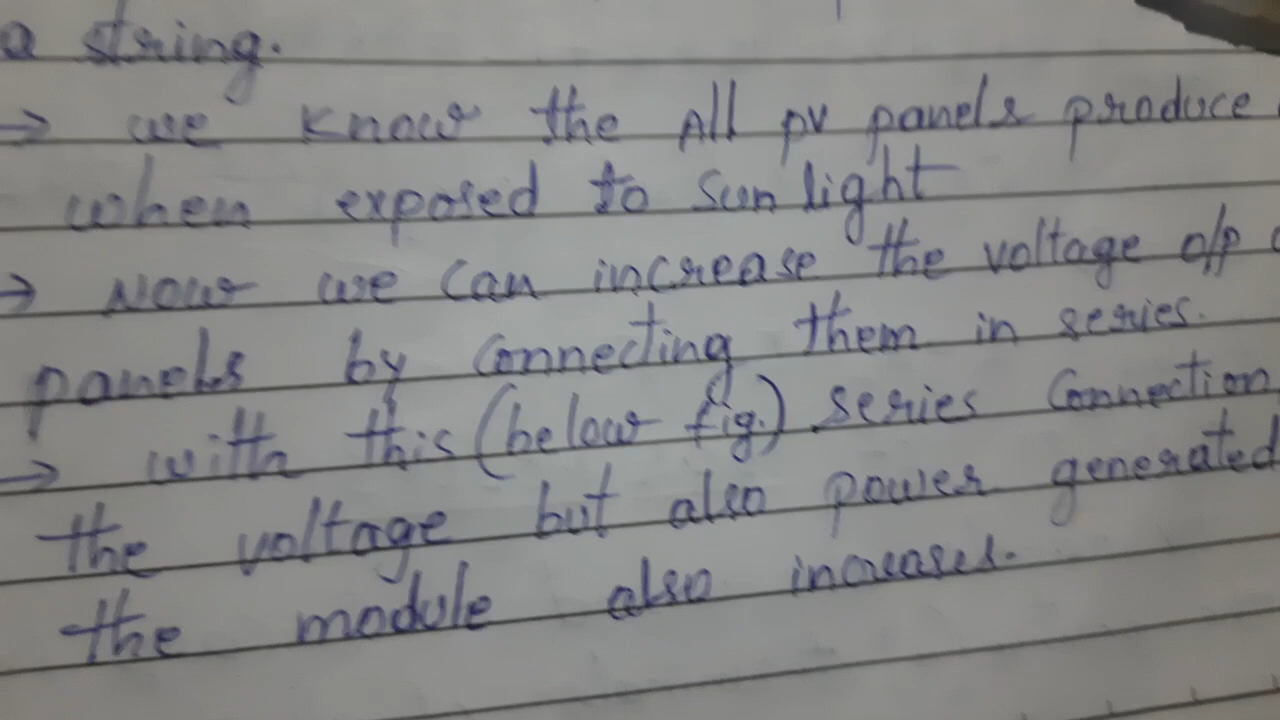 a string.
→ we know the All pv panels produce
when exposed to sun light
→ Now we can increase the voltage o/p
panels by connecting them in series.
→ with this (below fig.) series connection
the voltage but also power generated
the module also increases.